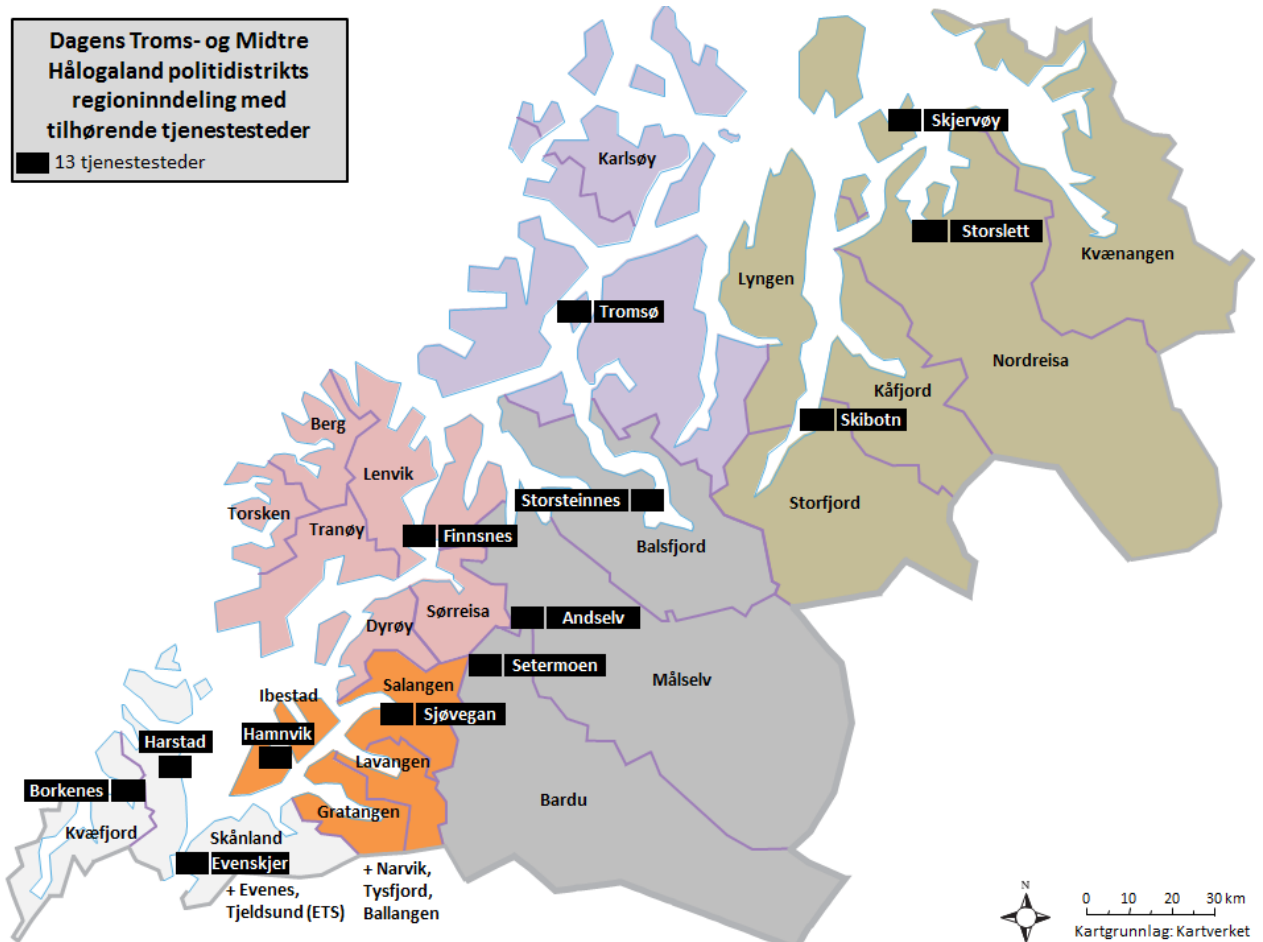 Dagens Troms- og Midtre
Hålogaland politidistrikts
regioninndeling med
tilhørende tjenestesteder
13 tjenestesteder
Skjervøy
Karlsøy
Storslett
Kvænangen
Lyngen
Tromsø
Nordreisa
Kåfjord
Skibotn
Berg
Lenvik
Storsteinnes
Storfjord
Torsken
Tranøy
Finnsnes
Balsfjord
Sørreisa
Andselv
Dyrøy
Setermoen
Målselv
Salangen
Ibestad
Sjøvegan
Hamnvik
Harstad
Lavangen
Borkenes
Bardu
Gratangen
Kvæfjord
Skånland
Evenskjer
+ Evenes,
Tjeldsund (ETS)
+ Narvik,
Tysfjord,
Ballangen
N
0 10 20 30 km
Kartgrunnlag: Kartverket